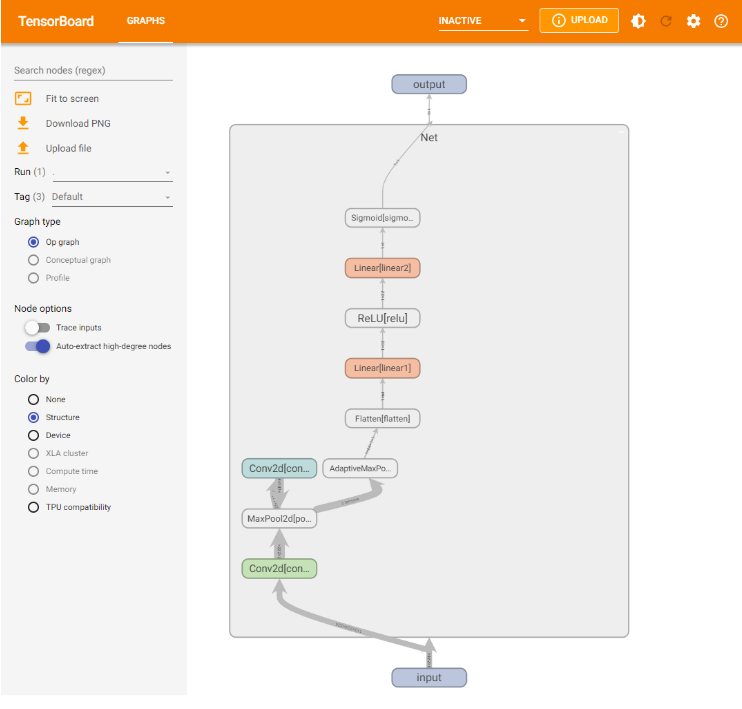 TensorBoard
GRAPHS
INACTIVE
UPLOAD
Search nodes (regex)
Fit to screen
Download PNG
Upload file
Run (1) .
Tag (3) Default
Graph type
Op graph
Conceptual graph
Profile
Node options
Trace inputs
Auto-extract high-degree nodes
Color by
None
Structure
Device
XLA cluster
Compute time
Memory
TPU compatibility
output
Net
Sigmoid[sigmo...
Linear[linear2]
ReLU[relu]
Linear[linear1]
Flatten[flatten]
Conv2d[con...
AdaptiveMaxPo...
MaxPool2d[po...
Conv2d[con...
input